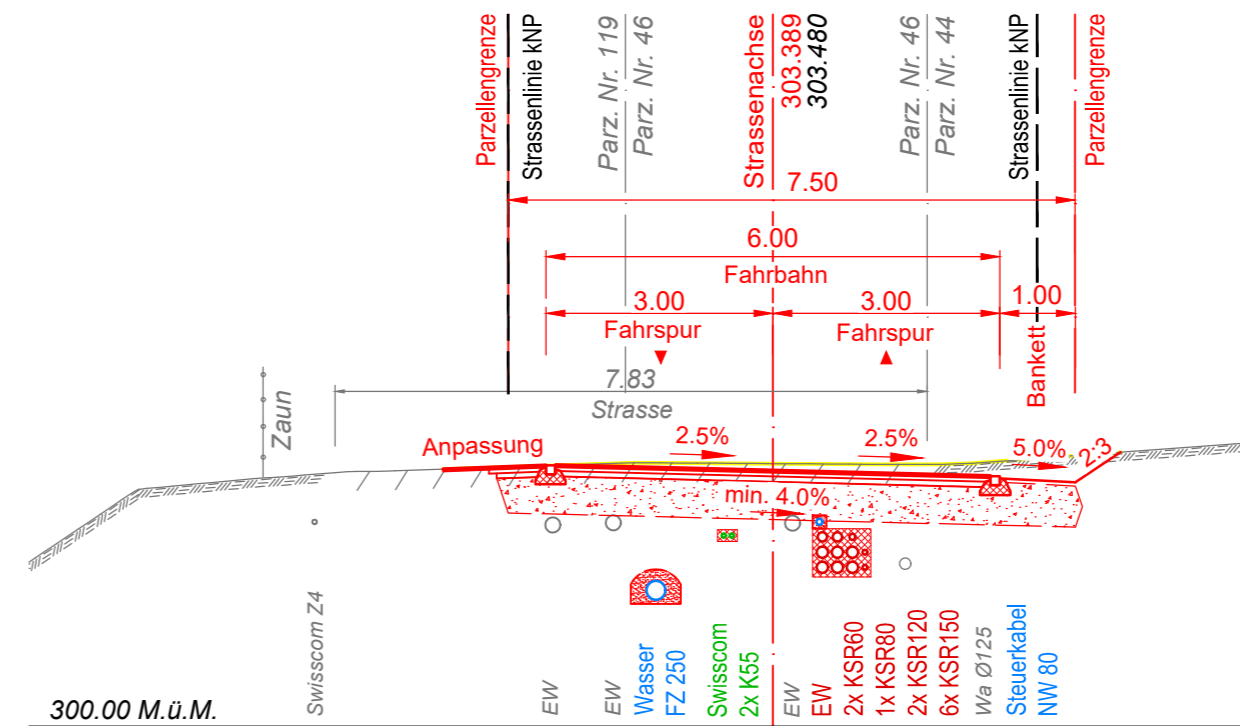 Parzellengrenze
Strassenlinie kNP
Parz. Nr. 119
Parz. Nr. 46
Strassenachse
303.389
303.480
Parz. Nr. 46
Parz. Nr. 44
Strassenlinie kNP
Parzellengrenze
7.50
6.00
Fahrbahn
3.00
3.00
1.00
Fahrspur
Fahrspur
Bankett
7.83
Strasse
Zaun
Anpassung
2.5%
2.5%
5.0%
2:3
min. 4.0%
Swisscom Z4
EW
EW
Wasser
FZ 250
Swisscom
2x K55
EW
EW
2x KSR60
1x KSR80
2x KSR120
6x KSR150
Wa Ø125
Steuerkabel
NW 80
300.00 M.ü.M.